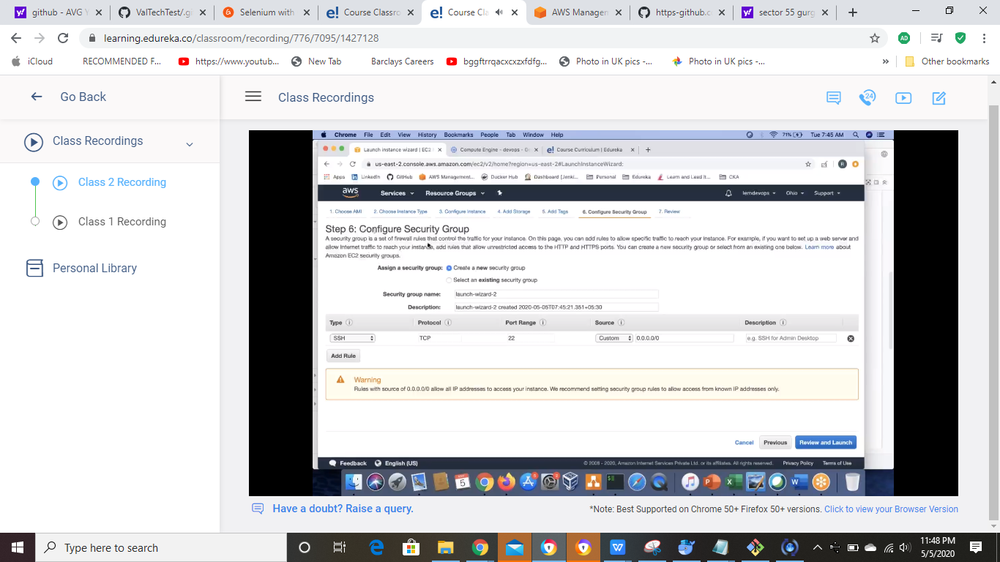 github - AVG Y
ValTechTest/.g
Selenium with
Course Classro
Course Cla
AWS Manager
https-github.c
sector 55 gurg
learning.edureka.co/classroom/recording/776/7095/1427128
iCloud
RECOMMENDED F...
https://www.youtub...
New Tab
Barclays Careers
bggftrrqacxcxzxfdfg...
Photo in UK pics -...
Photo in UK pics -...
»
Other bookmarks
Go Back
Class Recordings
24
Class Recordings
Class 2 Recording
Class 1 Recording
Personal Library
Chrome File Edit View History Bookmarks People Tab Window Help
71%
Tue 7:45 AM
Launch instance wizard | EC2
Compute Engine - devops - G
Course Curriculum | Edureka
us-east-2.console.aws.amazon.com/ec2/v2/home?region=us-east-2#LaunchInstanceWizard:
Apps LinkedIn GitHub AWS Management... Docker Hub Dashboard [Jenki... Personal Edureka Learn and Lead It... CKA
aws Services Resource Groups
lerndevops Ohio Support
1. Choose AMI 2. Choose Instance Type 3. Configure Instance 4. Add Storage 5. Add Tags 6. Configure Security Group 7. Review
Step 6: Configure Security Group
A security group is a set of firewall rules that control the traffic for your instance. On this page, you can add rules to allow specific traffic to reach your instance. For example, if you want to set up a web server and
allow Internet traffic to reach your instance, add rules that allow unrestricted access to the HTTP and HTTPS ports. You can create a new security group or select from an existing one below. Learn more about
Amazon EC2 security groups.
Assign a security group: Create a new security group
Select an existing security group
Security group name: launch-wizard-2
Description: launch-wizard-2 created 2020-05-05T07:45:21.351+05:30
Type Protocol Port Range Source Description
SSH TCP 22 Custom 0.0.0.0/0 e.g. SSH for Admin Desktop
Add Rule
Warning
Rules with source of 0.0.0.0/0 allow all IP addresses to access your instance. We recommend setting security group rules to allow access from known IP addresses only.
Cancel Previous Review and Launch
Feedback English (US)
© 2008 - 2020, Amazon Internet Services Private Ltd. or its affiliates. All rights reserved. Privacy Policy Terms of Use
Have a doubt? Raise a query.
*Note: Best Supported on Chrome 50+ Firefox 50+ versions. Click to view your Browser Version
Type here to search
11:48 PM
5/5/2020